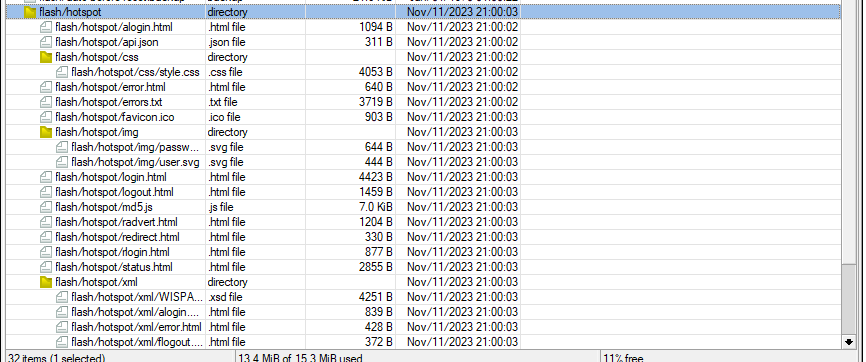 flash/hotspot directory Nov/11/2023 21:00:03
flash/hotspot/alogin.html .html file 1094 B Nov/11/2023 21:00:02
flash/hotspot/api.json .json file 311 B Nov/11/2023 21:00:02
flash/hotspot/css directory Nov/11/2023 21:00:02
flash/hotspot/css/style.css .css file 4053 B Nov/11/2023 21:00:02
flash/hotspot/error.html .html file 640 B Nov/11/2023 21:00:02
flash/hotspot/errors.txt .txt file 3719 B Nov/11/2023 21:00:02
flash/hotspot/favicon.ico .ico file 903 B Nov/11/2023 21:00:03
flash/hotspot/img directory Nov/11/2023 21:00:03
flash/hotspot/img/passw... .svg file 644 B Nov/11/2023 21:00:03
flash/hotspot/img/user.svg .svg file 444 B Nov/11/2023 21:00:03
flash/hotspot/login.html .html file 4423 B Nov/11/2023 21:00:03
flash/hotspot/logout.html .html file 1459 B Nov/11/2023 21:00:03
flash/hotspot/md5.js .js file 7.0 KiB Nov/11/2023 21:00:03
flash/hotspot/radvert.html .html file 1204 B Nov/11/2023 21:00:03
flash/hotspot/redirect.html .html file 330 B Nov/11/2023 21:00:03
flash/hotspot/rlogin.html .html file 877 B Nov/11/2023 21:00:03
flash/hotspot/status.html .html file 2855 B Nov/11/2023 21:00:03
flash/hotspot/xml directory Nov/11/2023 21:00:03
flash/hotspot/xml/WISPA... .xsd file 4251 B Nov/11/2023 21:00:03
flash/hotspot/xml/alogin.... .html file 839 B Nov/11/2023 21:00:03
flash/hotspot/xml/error.html .html file 428 B Nov/11/2023 21:00:03
flash/hotspot/xml/flogout.... .html file 372 B Nov/11/2023 21:00:03
32 items (1 selected) 13.4 MiB of 15.3 MiB used 11% free